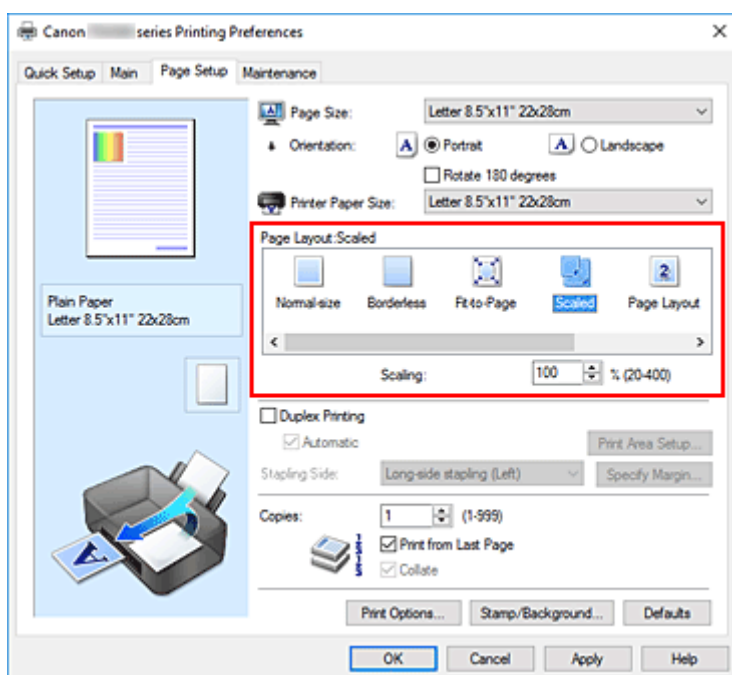 Canon series Printing Preferences
Quick Setup Main Page Setup Maintenance
Page Size: Letter 8.5"x11" 22x28cm
Orientation: A Portrait A Landscape
Rotate 180 degrees
Printer Paper Size: Letter 8.5"x11" 22x28cm
Page Layout:Scaled
2
Normal-size Borderless Fit-to-Page Scaled Page Layout
Scaling: 100 % (20-400)
Plain Paper
Letter 8.5"x11" 22x28cm
Duplex Printing
Automatic Print Area Setup...
Stapling Side: Long-side stapling (Left) Specify Margin...
Copies: 1 (1-999)
Print from Last Page
Collate
A
Print Options... Stamp/Background... Defaults
OK Cancel Apply Help